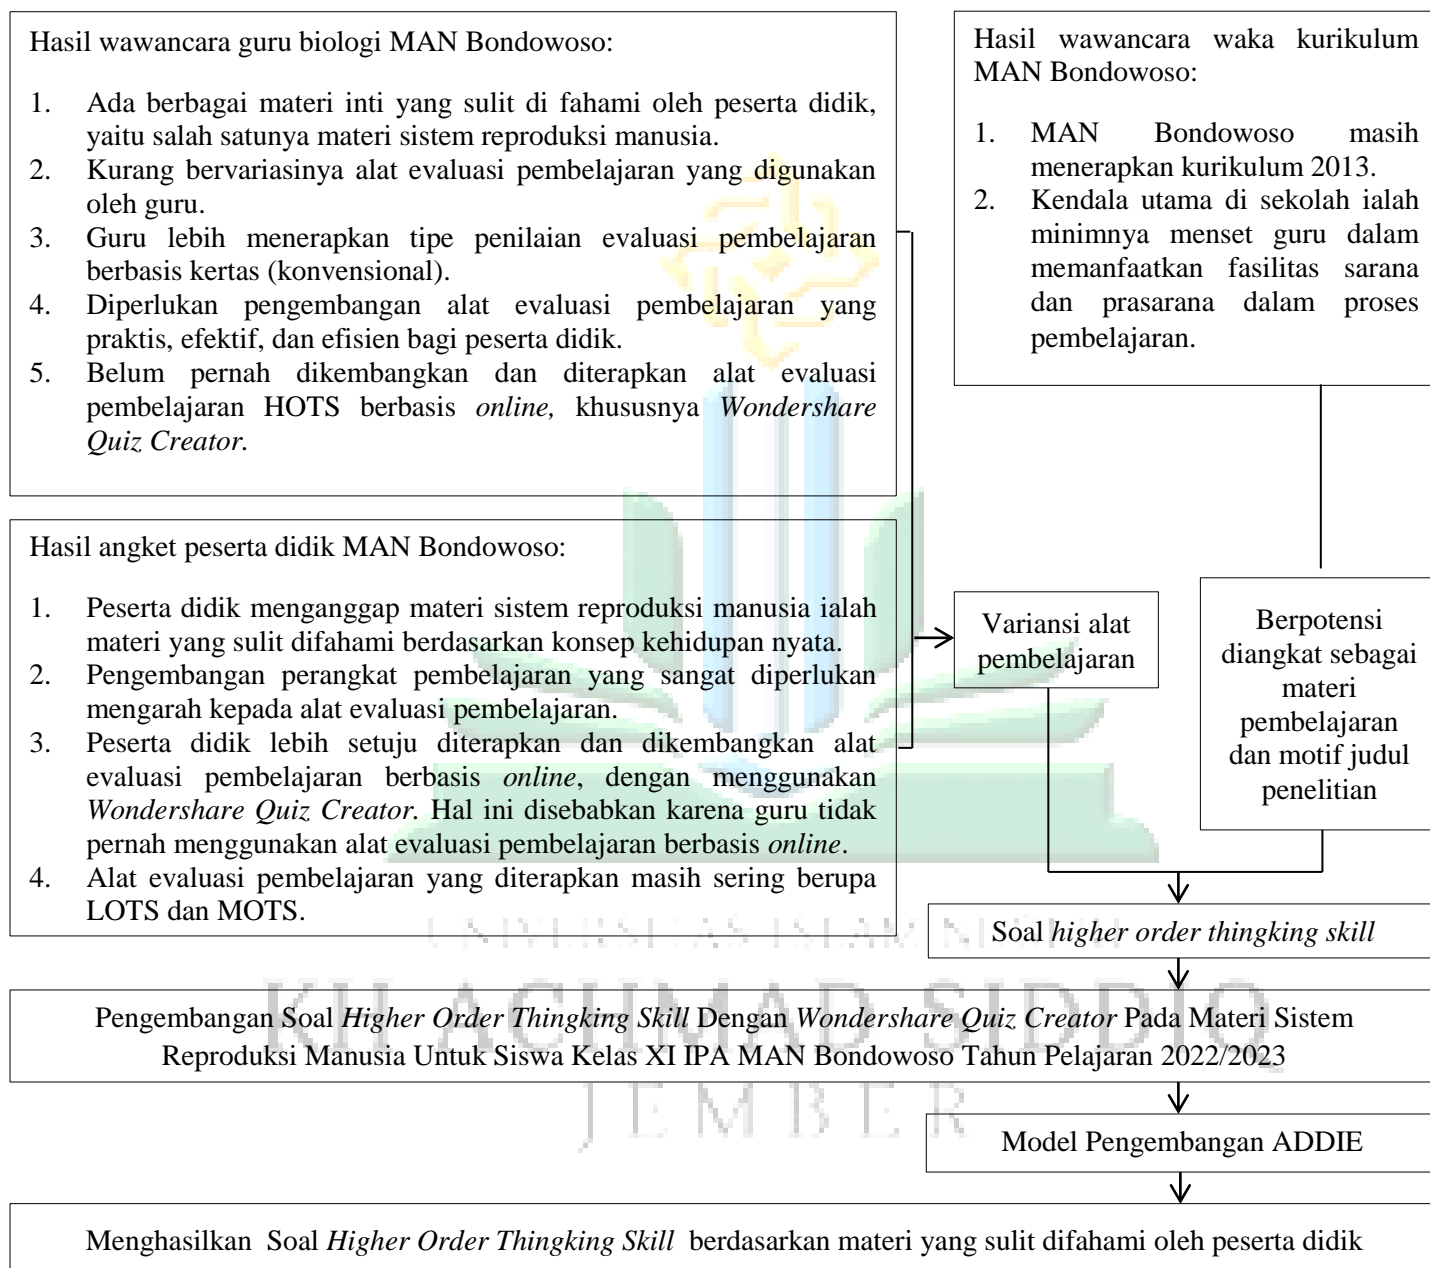 Hasil wawancara guru biologi MAN Bondowoso:
1. Ada berbagai materi inti yang sulit di fahami oleh peserta didik,
yaitu salah satunya materi sistem reproduksi manusia.
2. Kurang bervariasinya alat evaluasi pembelajaran yang digunakan
oleh guru.
3. Guru lebih menerapkan tipe penilaian evaluasi pembelajaran
berbasis kertas (konvensional).
4. Diperlukan pengembangan alat evaluasi pembelajaran yang
praktis, efektif, dan efisien bagi peserta didik.
5. Belum pernah dikembangkan dan diterapkan alat evaluasi
pembelajaran HOTS berbasis online, khususnya Wondershare
Quiz Creator.
Hasil wawancara waka kurikulum
MAN Bondowoso:
1. MAN Bondowoso masih
menerapkan kurikulum 2013.
2. Kendala utama di sekolah ialah
minimnya menset guru dalam
memanfaatkan fasilitas sarana
dan prasarana dalam proses
pembelajaran.
Hasil angket peserta didik MAN Bondowoso:
1. Peserta didik menganggap materi sistem reproduksi manusia ialah
materi yang sulit difahami berdasarkan konsep kehidupan nyata.
2. Pengembangan perangkat pembelajaran yang sangat diperlukan
mengarah kepada alat evaluasi pembelajaran.
3. Peserta didik lebih setuju diterapkan dan dikembangkan alat
evaluasi pembelajaran berbasis online, dengan menggunakan
Wondershare Quiz Creator. Hal ini disebabkan karena guru tidak
pernah menggunakan alat evaluasi pembelajaran berbasis online.
4. Alat evaluasi pembelajaran yang diterapkan masih sering berupa
LOTS dan MOTS.
Variansi alat
pembelajaran
Berpotensi
diangkat sebagai
materi
pembelajaran
dan motif judul
penelitian
UNIVERSITAS ISLAM NEGERI
Soal higher order thingking skill
KH ACHMAD SIDDIQ
Pengembangan Soal Higher Order Thingking Skill Dengan Wondershare Quiz Creator Pada Materi Sistem
Reproduksi Manusia Untuk Siswa Kelas XI IPA MAN Bondowoso Tahun Pelajaran 2022/2023
JEMBER
Model Pengembangan ADDIE
Menghasilkan Soal Higher Order Thingking Skill berdasarkan materi yang sulit difahami oleh peserta didik